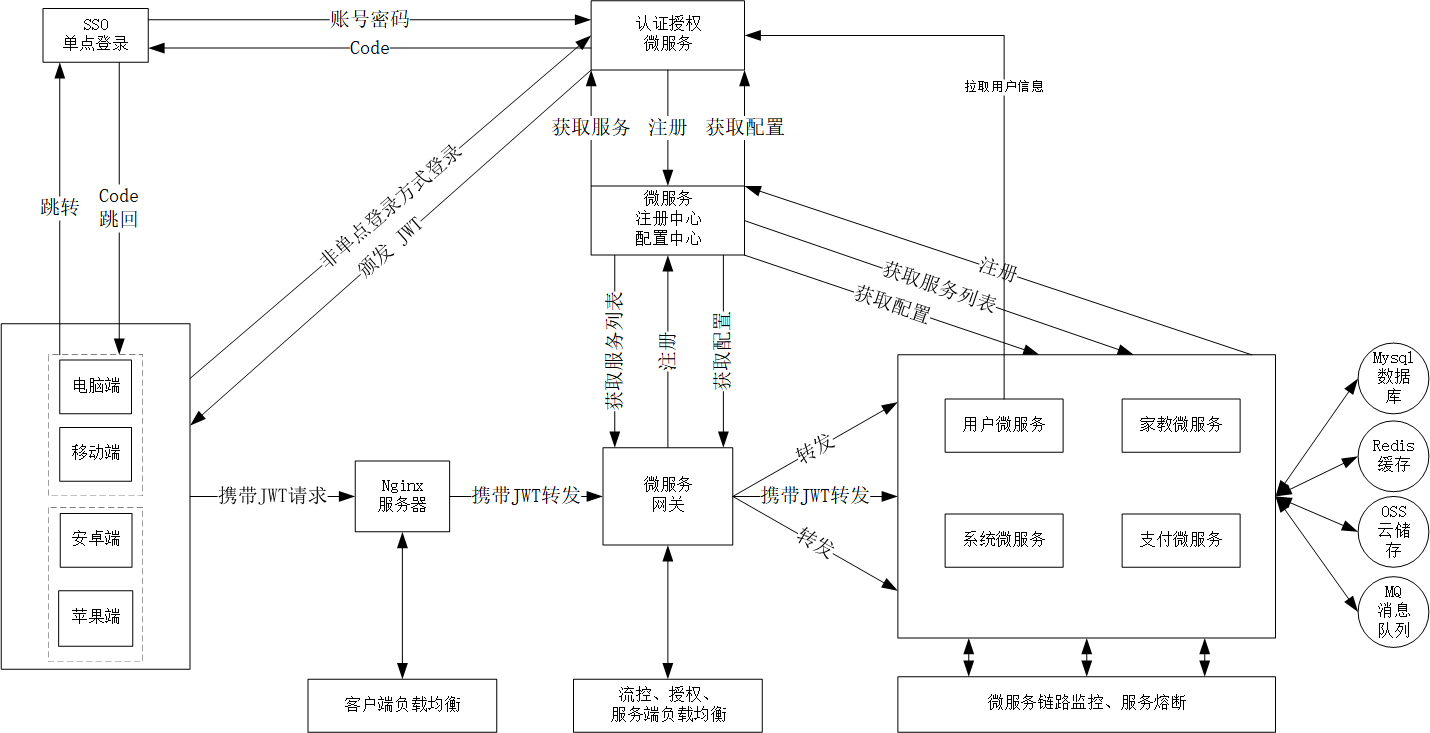 SSO
单点登录
账号密码
Code
认证授权
微服务
拉取用户信息
获取服务
注册
获取配置
跳转
Code
跳回
非单点登录方式登录
颁发 JWT
微服务
注册中心
配置中心
注册
获取服务列表
获取配置
获取服务列表
注册
获取配置
电脑端
移动端
安卓端
苹果端
携带JWT请求
Nginx
服务器
携带JWT转发
微服务
网关
转发
携带JWT转发
转发
用户微服务
家教微服务
系统微服务
支付微服务
Mysql
数据
库
Redis
缓存
OSS
云储
存
MQ
消息
队列
客户端负载均衡
流控、授权、
服务端负载均衡
微服务链路监控、服务熔断